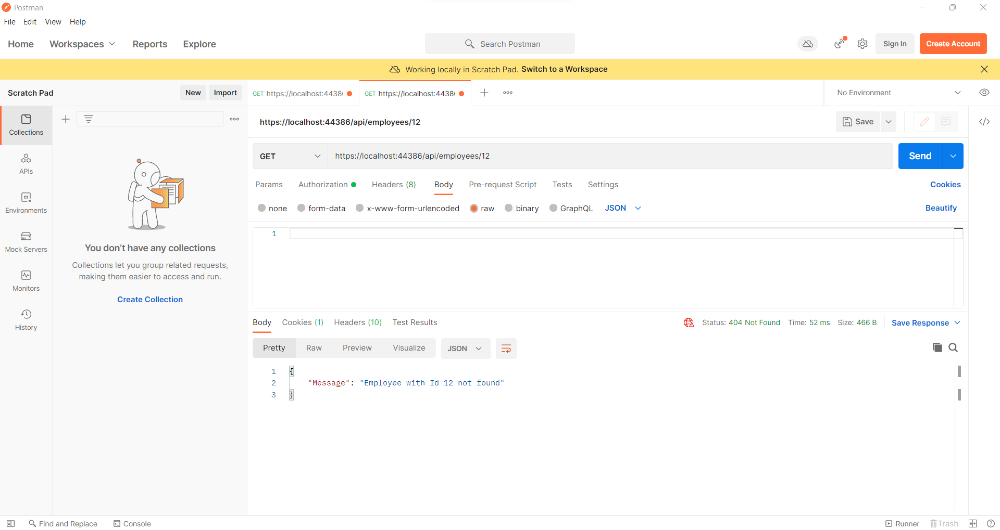 Postman
File Edit View Help
Home Workspaces Reports Explore
Search Postman
Sign In
Create Account
Working locally in Scratch Pad. Switch to a Workspace
Scratch Pad
New
Import
GET https://localhost:4438
GET https://localhost:4438
No Environment
Collections
APIs
Environments
Mock Servers
Monitors
History
You don’t have any collections
Collections let you group related requests,
making them easier to access and run.
Create Collection
https://localhost:44386/api/employees/12
Save
GET
https://localhost:44386/api/employees/12
Send
Params Authorization Headers (8) Body Pre-request Script Tests Settings
Cookies
none form-data x-www-form-urlencoded raw binary GraphQL JSON
Beautify
1
Body Cookies (1) Headers (10) Test Results
Status: 404 Not Found Time: 52 ms Size: 466 B
Save Response
Pretty Raw Preview Visualize
JSON
1 {
2 "Message": "Employee with Id 12 not found"
3 }
Find and Replace
Console
Runner
Trash